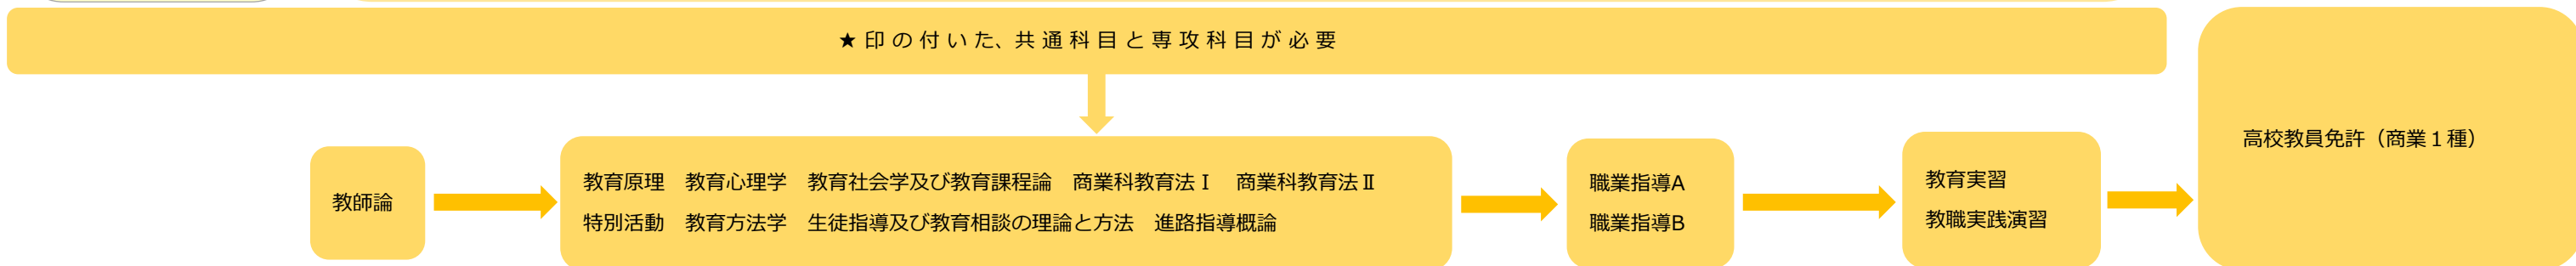 ★印の付いた、共通科目と専攻科目が必要
教師論
教育原理　教育心理学　教育社会学及び教育課程論　商業科教育法Ⅰ　商業科教育法Ⅱ
特別活動　教育方法学　生徒指導及び教育相談の理論と方法　進路指導概論
職業指導A
職業指導B
教育実習
教職実践演習
高校教員免許（商業１種）